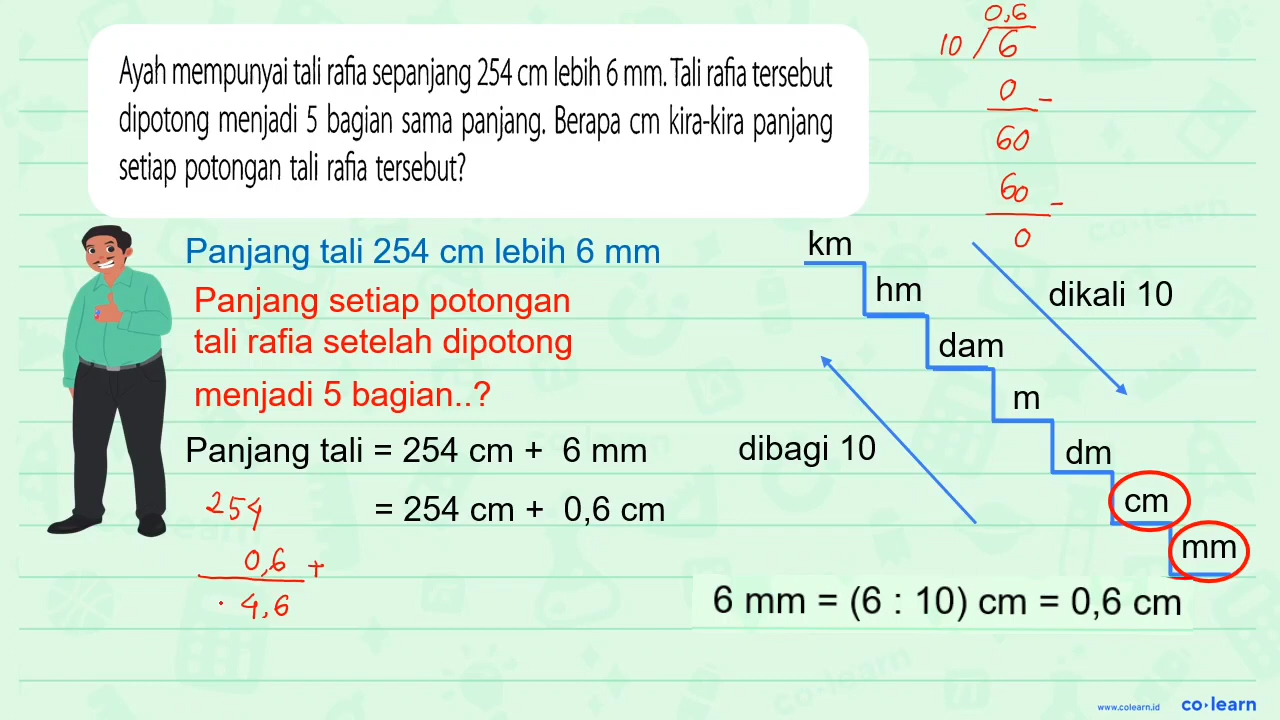 Ayah mempunyai tali rafia sepanjang 254 cm lebih 6 mm. Tali rafia tersebut
dipotong menjadi 5 bagian sama panjang. Berapa cm kira-kira panjang
setiap potongan tali rafia tersebut?
0,6
10 / 6
0 -
60
60 -
0
Panjang tali 254 cm lebih 6 mm
Panjang setiap potongan
tali rafia setelah dipotong
menjadi 5 bagian..?
Panjang tali = 254 cm + 6 mm
= 254 cm + 0,6 cm
254
0,6 +
4,6
km
hm
dam
m
dm
cm
mm
dikali 10
dibagi 10
6 mm = (6 : 10) cm = 0,6 cm
www.colearn.id
co·learn